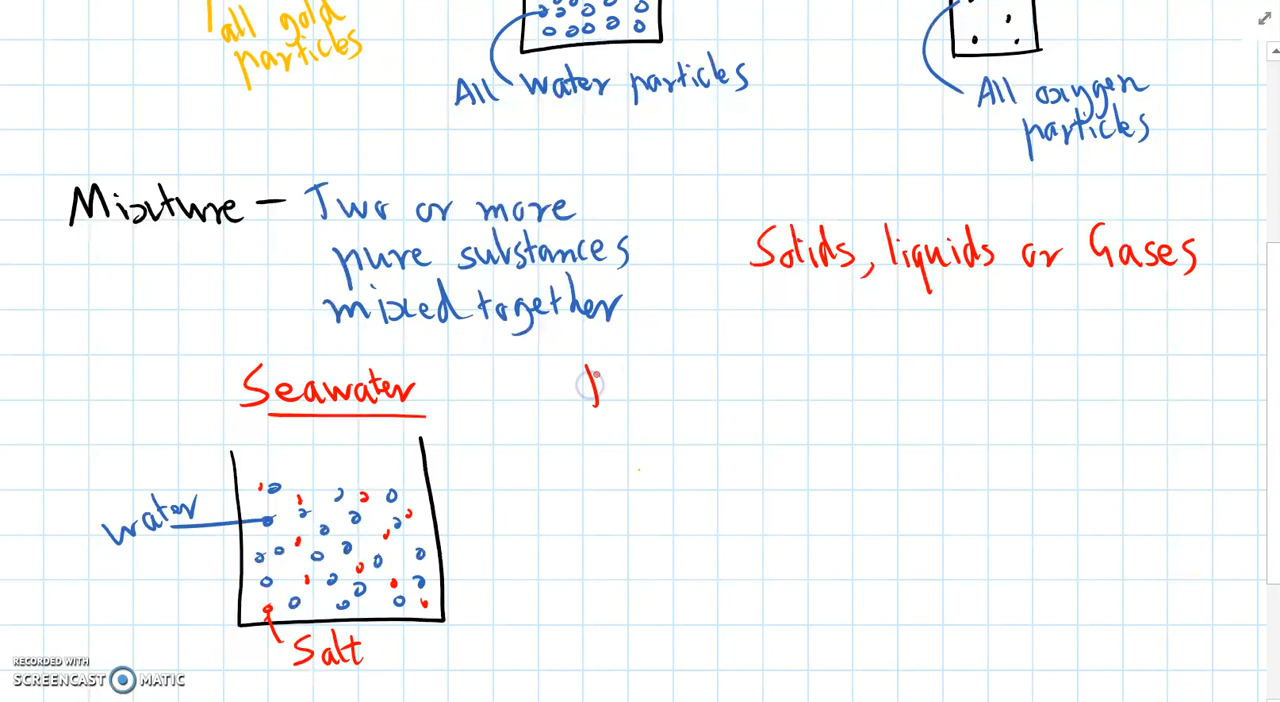 all gold
particles
All water particles
All oxygen
particles
Mixture - Two or more
pure substances
mixed together
Solids, liquids or Gases
Seawater
water
Salt
RECORDED WITH
SCREENCAST MATIC